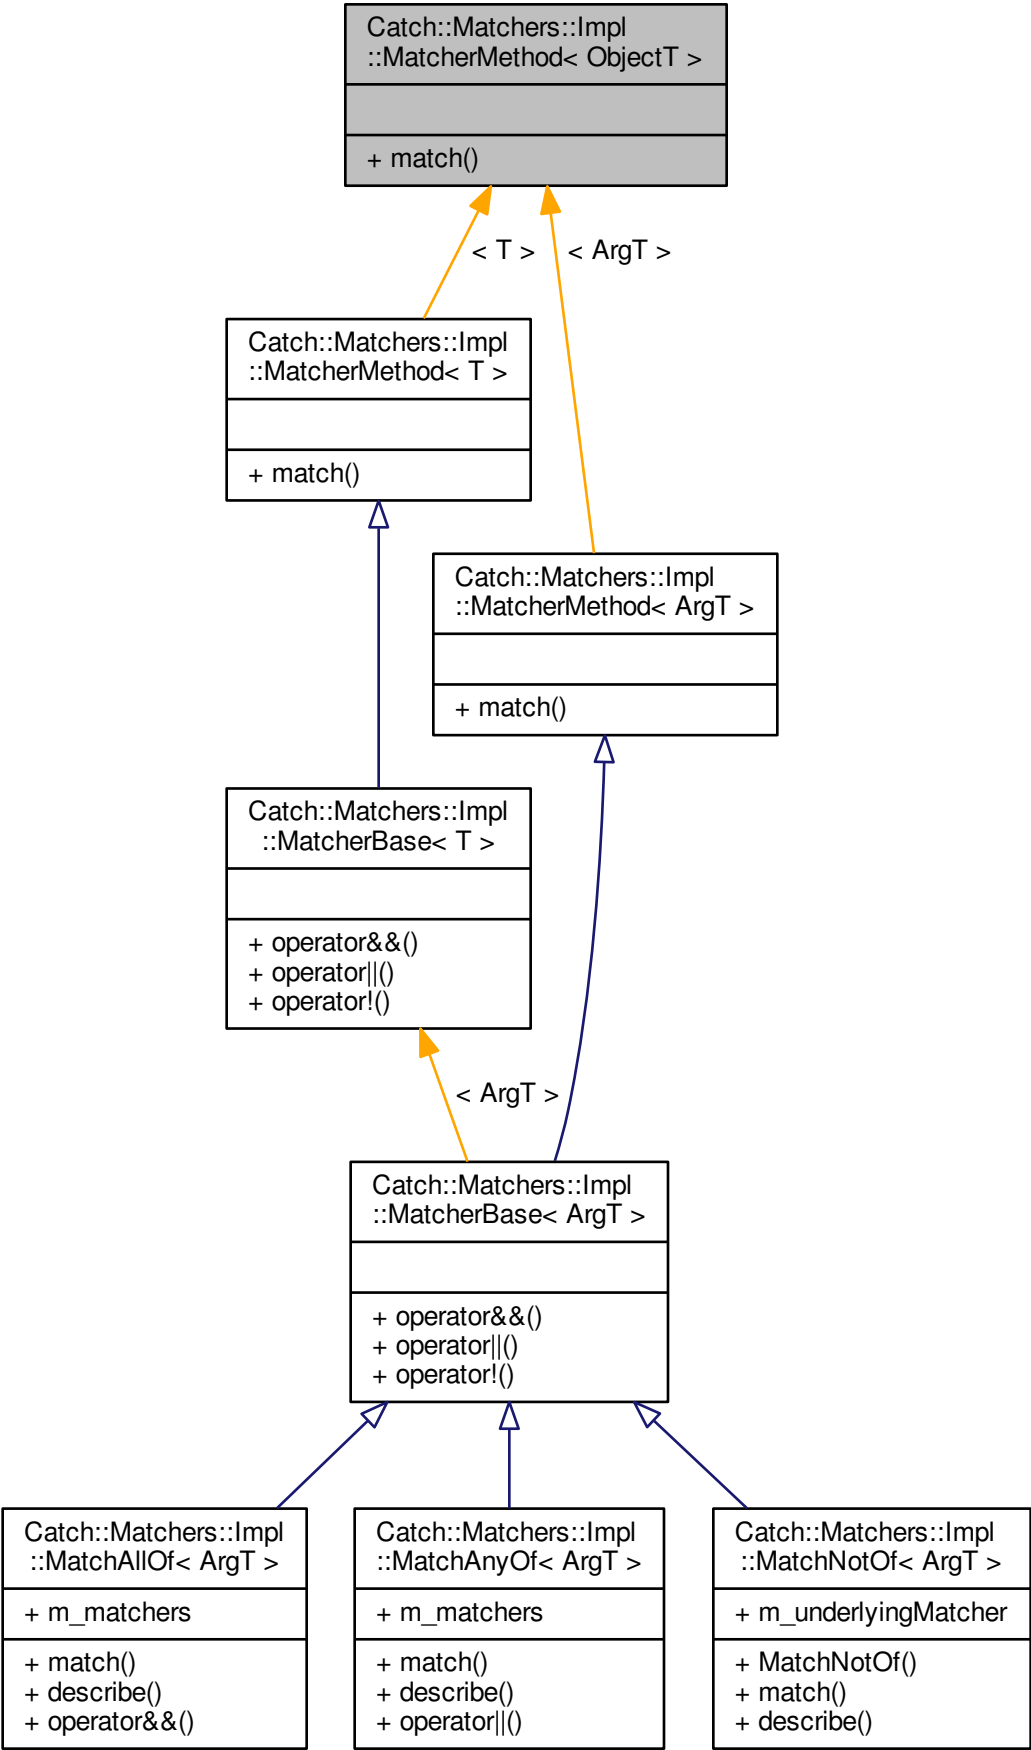 Catch::Matchers::Impl
::MatcherMethod< ObjectT >
+ match()
< T >
< ArgT >
Catch::Matchers::Impl
::MatcherMethod< T >
+ match()
Catch::Matchers::Impl
::MatcherMethod< ArgT >
+ match()
Catch::Matchers::Impl
::MatcherBase< T >
+ operator&&()
+ operator||()
+ operator!()
< ArgT >
Catch::Matchers::Impl
::MatcherBase< ArgT >
+ operator&&()
+ operator||()
+ operator!()
Catch::Matchers::Impl
::MatchAllOf< ArgT >
+ m_matchers
+ match()
+ describe()
+ operator&&()
Catch::Matchers::Impl
::MatchAnyOf< ArgT >
+ m_matchers
+ match()
+ describe()
+ operator||()
Catch::Matchers::Impl
::MatchNotOf< ArgT >
+ m_underlyingMatcher
+ MatchNotOf()
+ match()
+ describe()